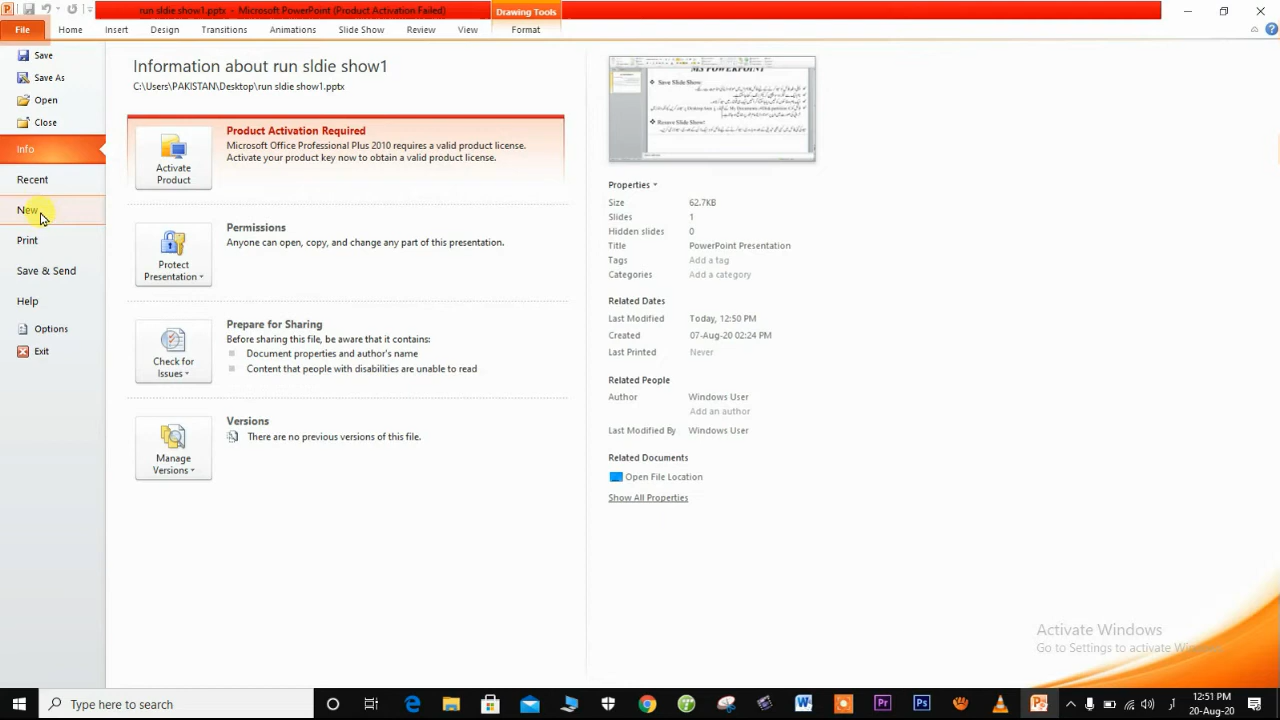 run sldie show1.pptx - Microsoft PowerPoint (Product Activation Failed)
Drawing Tools
File Home Insert Design Transitions Animations Slide Show Review View Format
Save
Save As
Open
Close
Info
Recent
New
Print
Save & Send
Help
Options
Exit
Information about run sldie show1
C:\Users\PAKISTAN\Desktop\run sldie show1.pptx
Activate
Product
Product Activation Required
Microsoft Office Professional Plus 2010 requires a valid product license.
Activate your product key now to obtain a valid product license.
Protect
Presentation
Permissions
Anyone can open, copy, and change any part of this presentation.
Check for
Issues
Prepare for Sharing
Before sharing this file, be aware that it contains:
Document properties and author's name
Content that people with disabilities are unable to read
Manage
Versions
Versions
There are no previous versions of this file.
MS POWERPOINT
Save Slide Show:
Resave Slide Show:
Properties
Size 62.7KB
Slides 1
Hidden slides 0
Title PowerPoint Presentation
Tags Add a tag
Categories Add a category
Related Dates
Last Modified Today, 12:50 PM
Created 07-Aug-20 02:24 PM
Last Printed Never
Related People
Author Windows User
Add an author
Last Modified By Windows User
Related Documents
Open File Location
Show All Properties
Activate Windows
Go to Settings to activate
Type here to search
12:51 PM
20-Aug-20